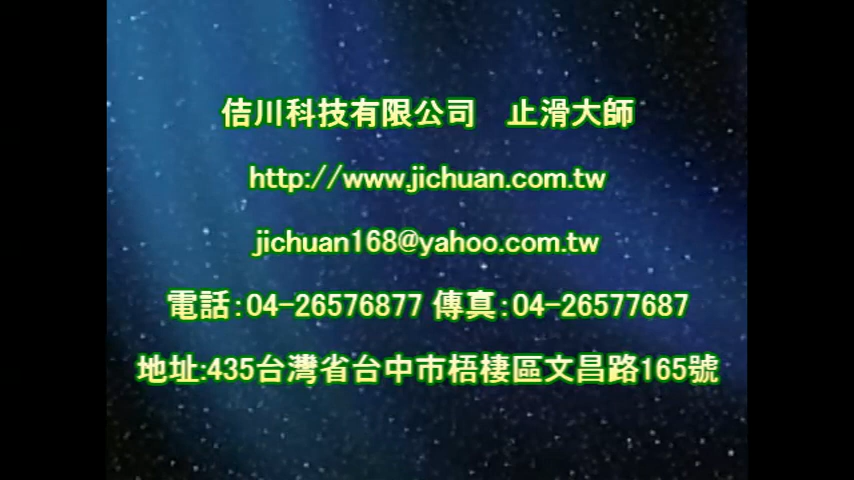 佶川科技有限公司　止滑大師
http://www.jichuan.com.tw
jichuan168@yahoo.com.tw
電話:04-26576877 傳真:04-26577687
地址:435台灣省台中市梧棲區文昌路165號